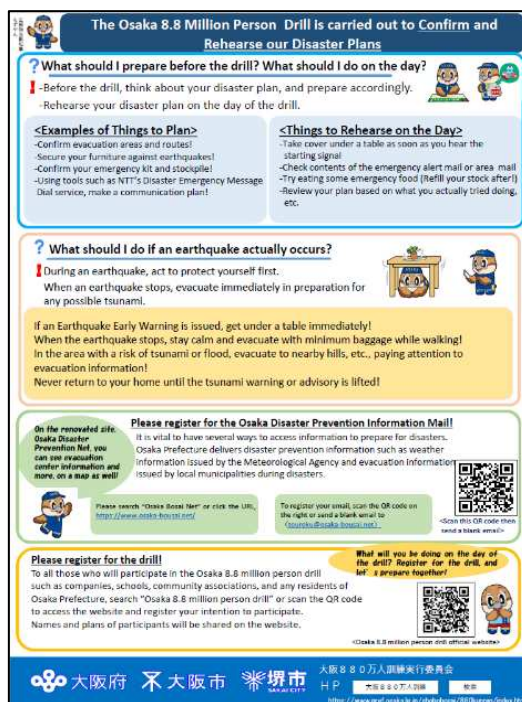 The Osaka 8.8 Million Person Drill is carried out to Confirm and
Rehearse our Disaster Plans
? What should I prepare before the drill? What should I do on the day?
! -Before the drill, think about your disaster plan, and prepare accordingly.
-Rehearse your disaster plan on the day of the drill.
<Examples of Things to Plan>
-Confirm evacuation areas and routes!
-Secure your furniture against earthquakes!
-Confirm your emergency kit and stockpile!
-Using tools such as NTT's Disaster Emergency Message
Dial service, make a communication plan!
<Things to Rehearse on the Day>
-Take cover under a table as soon as you hear the
starting signal
-Check contents of the emergency alert mail or area mail
-Try eating some emergency food (Refill your stock after!)
-Review your plan based on what you actually tried doing,
etc.
? What should I do if an earthquake actually occurs?
! During an earthquake, act to protect yourself first.
When an earthquake stops, evacuate immediately in preparation for
any possible tsunami.
If an Earthquake Early Warning is issued, get under a table immediately!
When the earthquake stops, stay calm and evacuate with minimum baggage while walking!
In the area with a risk of tsunami or flood, evacuate to nearby hills, etc., paying attention to
evacuation information!
Never return to your home until the tsunami warning or advisory is lifted!
On the renovated site,
Osaka Disaster
Prevention Net, you
can see evacuation
center information and
more, on a map as well!
Please register for the Osaka Disaster Prevention Information Mail!
It is vital to have several ways to access information to prepare for disasters.
Osaka Prefecture delivers disaster prevention information such as weather
information issued by the Meteorological Agency and evacuation information
issued by local municipalities during disasters.
Please search "Osaka Bosai Net" or click the URL,
https://www.osaka-bousai.net/
To register your email, scan the QR code on
the right or send a blank email to
(touroku@osaka-bousai.net).
<Scan this QR code then
send a blank email>
Please register for the drill!
To all those who will participate in the Osaka 8.8 million person drill
such as companies, schools, community associations, and any residents of
Osaka Prefecture, search "Osaka 8.8 million person drill" or scan the QR code
to access the website and register your intention to participate.
Names and plans of participants will be shared on the website.
What will you be doing on the day of
the drill? Register for the drill, and
let's prepare together!
<Osaka 8.8 million person drill official website>
大阪府 大阪市 堺市
SAKAI CITY
大阪880万人訓練実行委員会
HP 大阪880万人訓練 検索